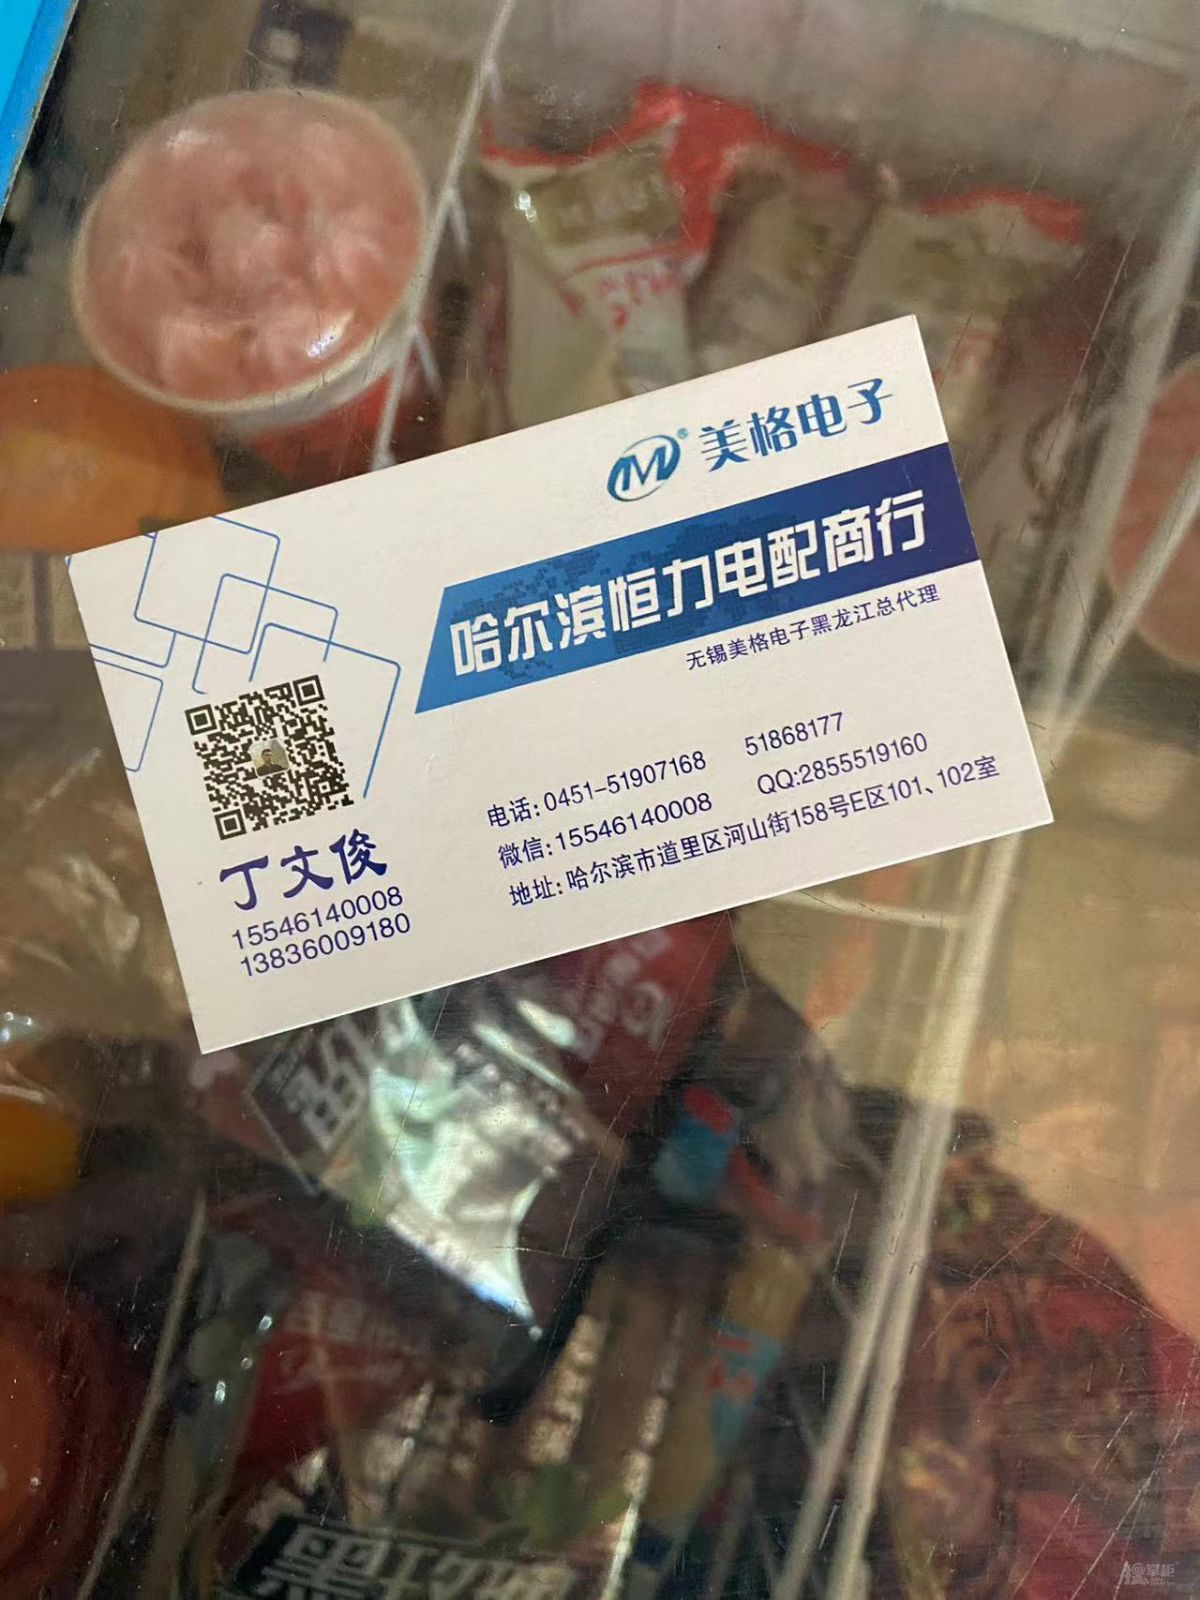 美格电子
哈尔滨恒力电配商行
无锡美格电子黑龙江总代理
电话:0451-51907168 51868177
微信:15546140008 QQ:2855519160
地址:哈尔滨市道里区河山街158号E区101、102室
丁文俊
15546140008
13836009180